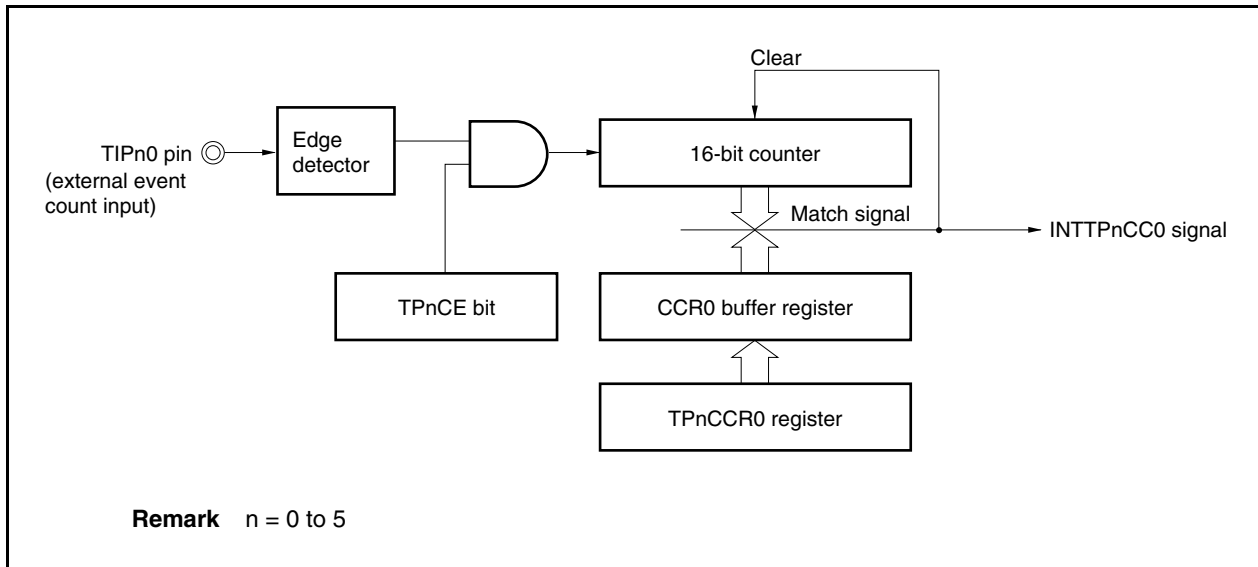 Clear
Edge
detector
TIPn0 pin
(external event
count input)
16-bit counter
Match signal
INTTPnCC0 signal
TPnCE bit
CCR0 buffer register
TPnCCR0 register
Remark n = 0 to 5